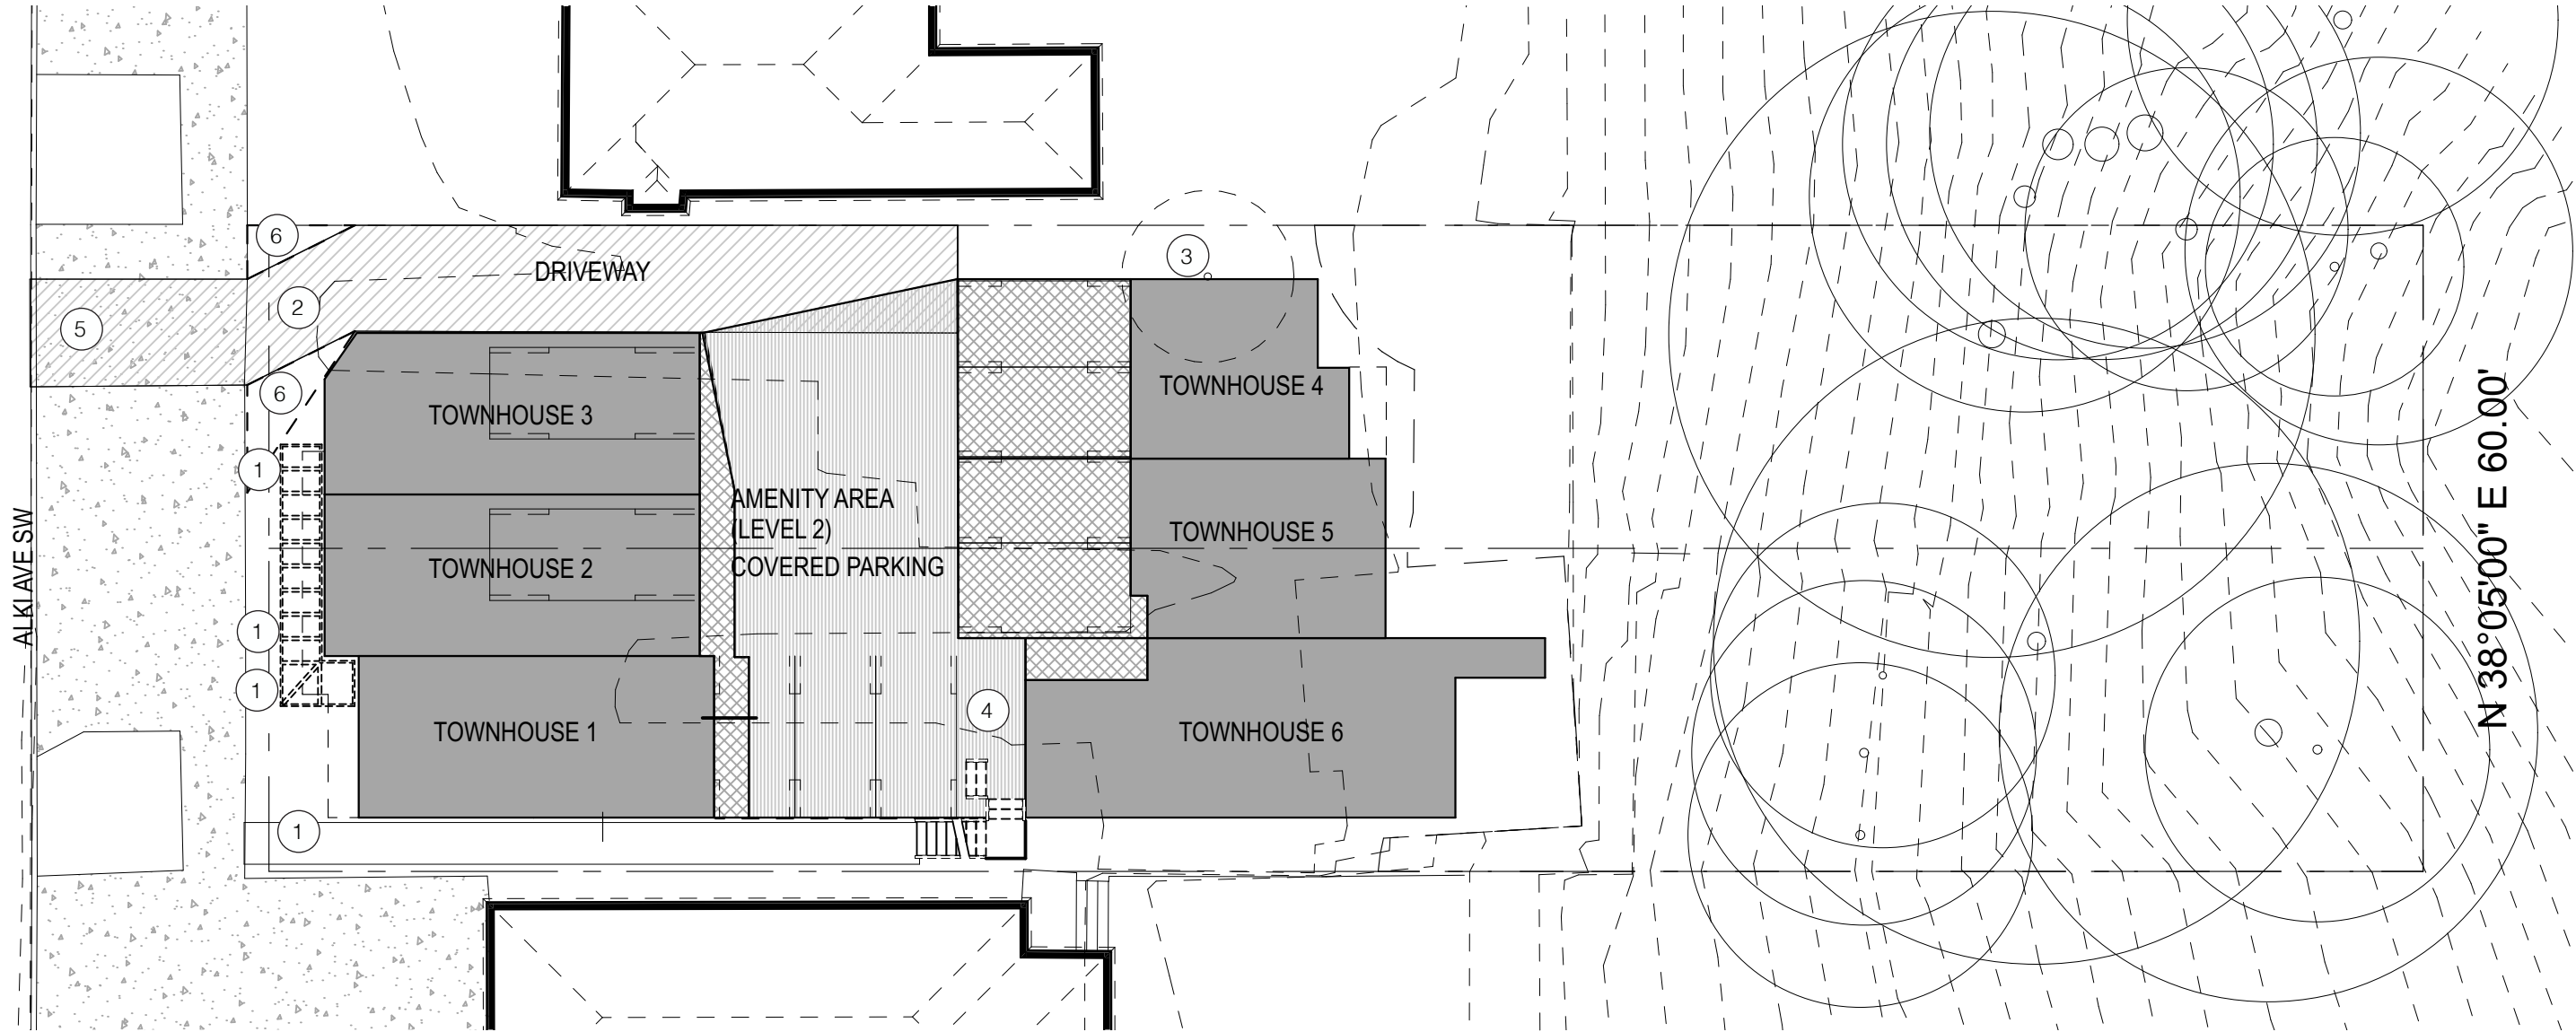 6
DRIVEWAY
3
2
5
TOWNHOUSE 4
6
TOWNHOUSE 3
1
AMENITY AREA
(LEVEL 2)
COVERED PARKING
TOWNHOUSE 5
ALKI AVE SW
TOWNHOUSE 2
N 38°05'00" E 60.00'
1
1
4
TOWNHOUSE 1
TOWNHOUSE 6
1